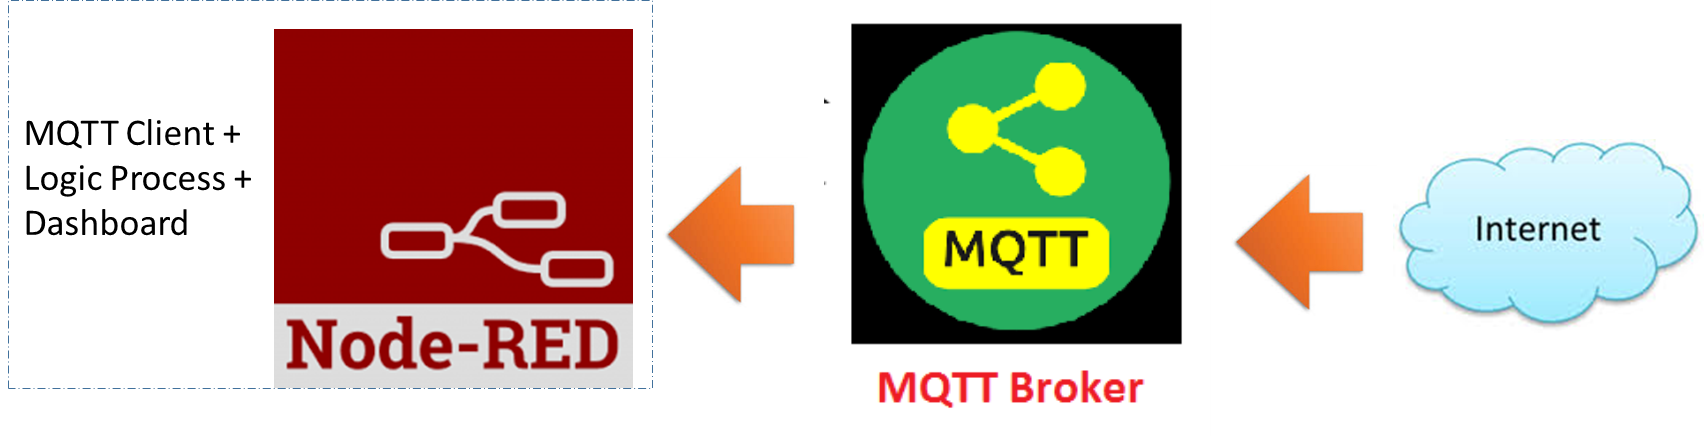 MQTT Client +
Logic Process +
Dashboard
Node-RED
MQTT
MQTT Broker
Internet